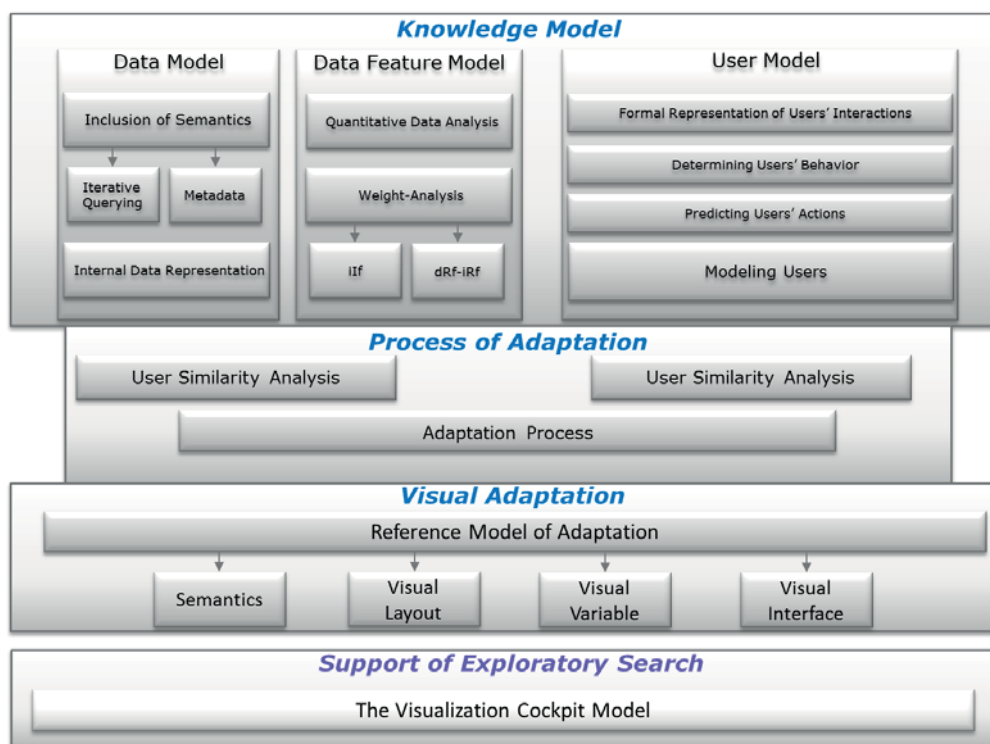 Knowledge Model
Data Model
Inclusion of Semantics
Iterative
Querying
Metadata
Internal Data Representation
Data Feature Model
Quantitative Data Analysis
Weight-Analysis
iIf
dRf-iRf
User Model
Formal Representation of Users' Interactions
Determining Users' Behavior
Predicting Users' Actions
Modeling Users
Process of Adaptation
User Similarity Analysis
User Similarity Analysis
Adaptation Process
Visual Adaptation
Reference Model of Adaptation
Semantics
Visual
Layout
Visual
Variable
Visual
Interface
Support of Exploratory Search
The Visualization Cockpit Model